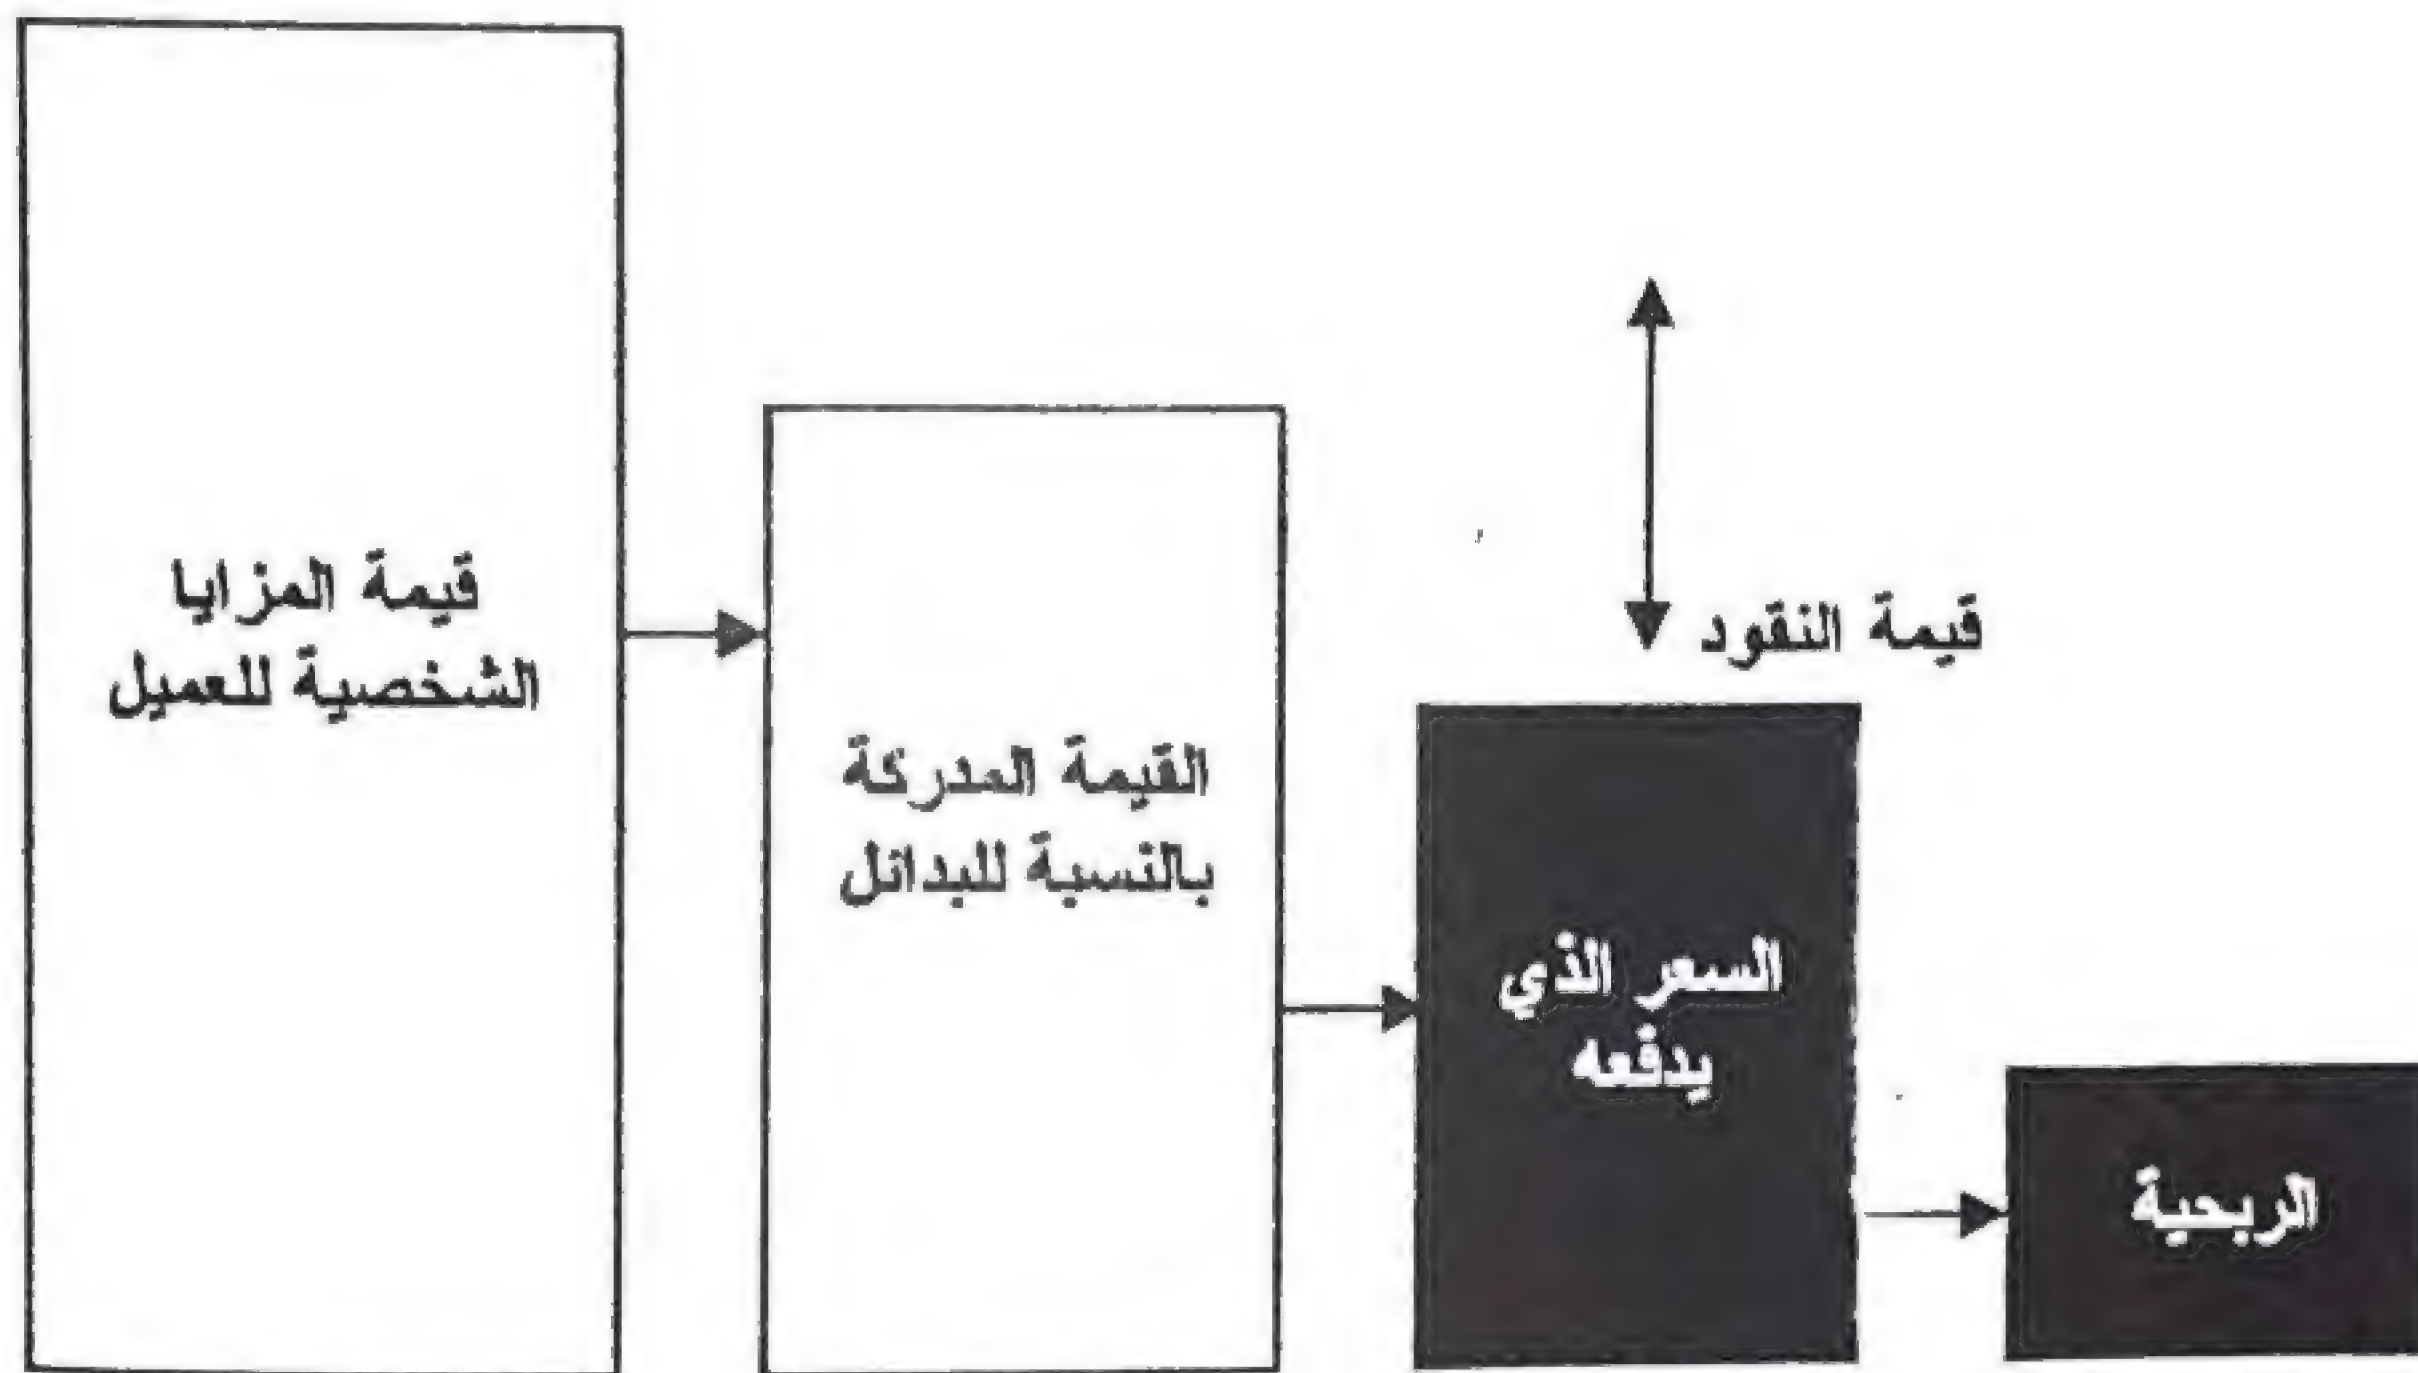 قيمة المزايا
الشخصية للعميل
القيمة المدركة
بالنسبة للبدائل
قيمة النقود
السعر الذي
يدفعه
الربحية